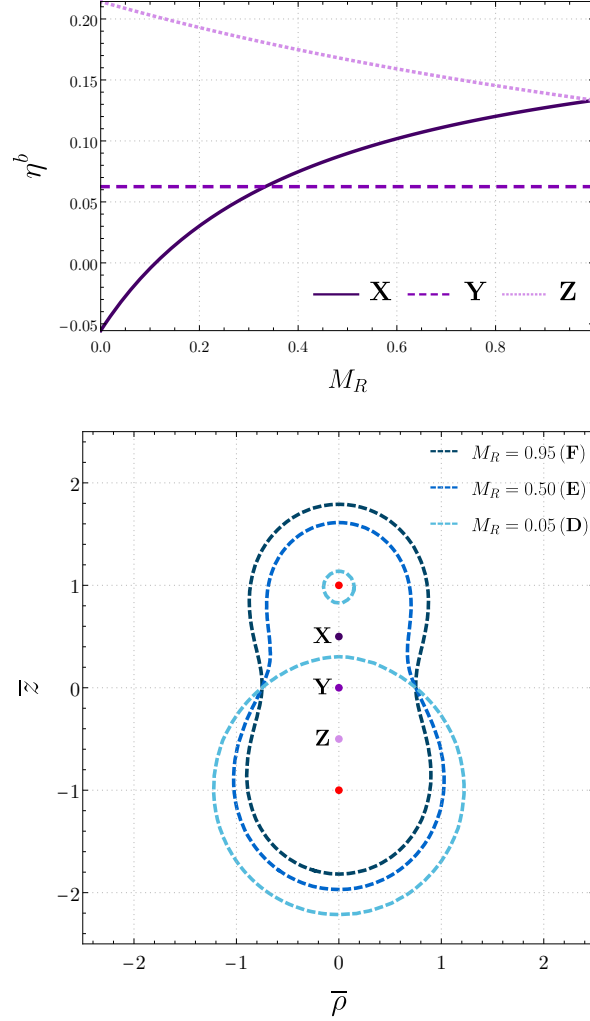 0.20
0.15
0.10
0.05
0.00
−0.05
η^b
X Y Z
0.0 0.2 0.4 0.6 0.8
M_R
M_R = 0.95 (F)
M_R = 0.50 (E)
M_R = 0.05 (D)
2
1
X
0
Y
Z
−1
−2
z̅
−2 −1 0 1 2
ρ̅